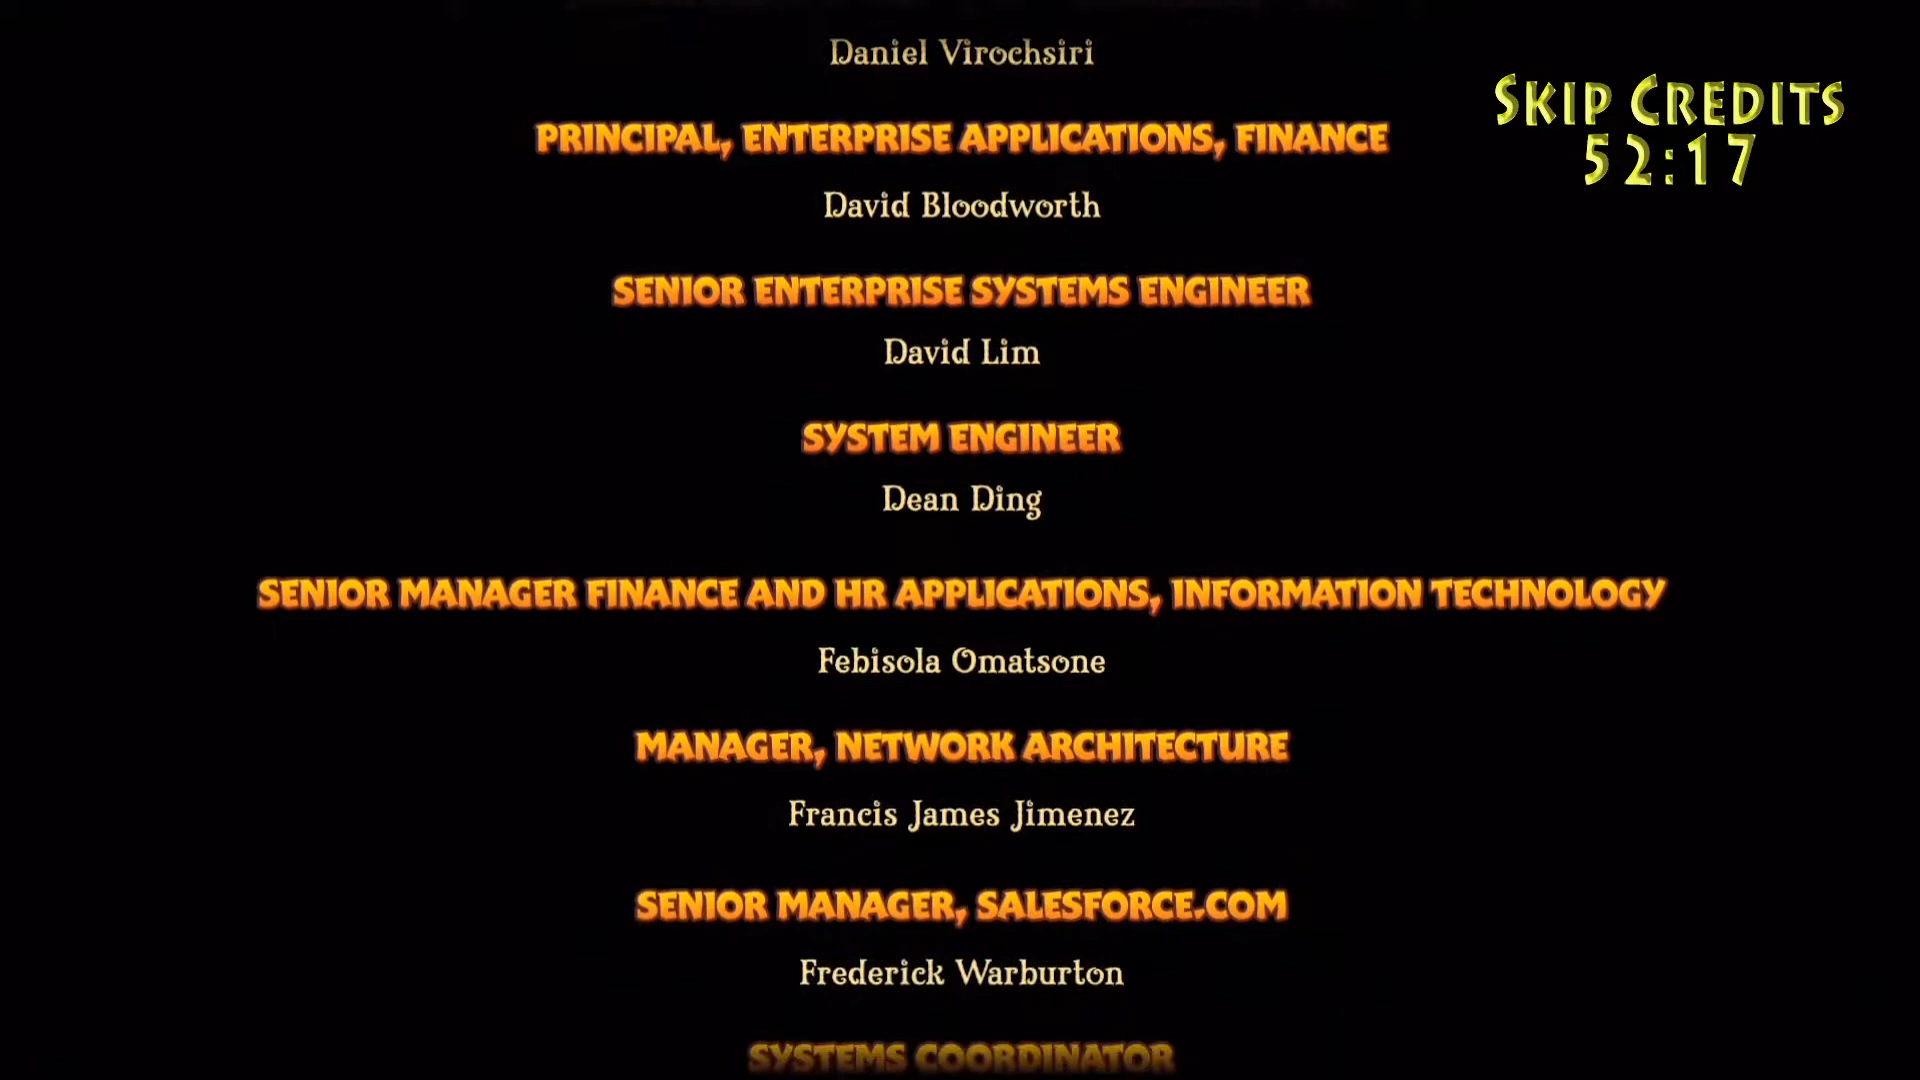 Daniel Virochsiri
SKIP CREDITS
52:17
PRINCIPAL, ENTERPRISE APPLICATIONS, FINANCE
David Bloodworth
SENIOR ENTERPRISE SYSTEMS ENGINEER
David Lim
SYSTEM ENGINEER
Dean Ding
SENIOR MANAGER FINANCE AND HR APPLICATIONS, INFORMATION TECHNOLOGY
Febisola Omatsone
MANAGER, NETWORK ARCHITECTURE
Francis James Jimenez
SENIOR MANAGER, SALESFORCE.COM
Frederick Warburton
SYSTEMS COORDINATOR